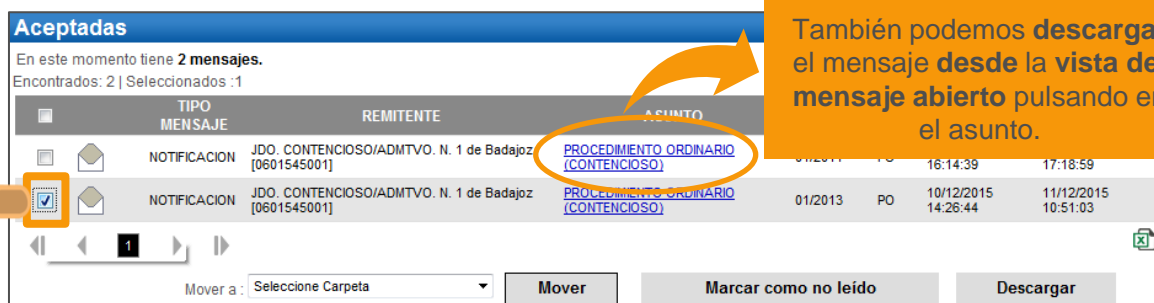 Aceptadas
En este momento tiene 2 mensajes.
Encontrados: 2 | Seleccionados :1
También podemos descarga
el mensaje desde la vista de
mensaje abierto pulsando e
el asunto.
TIPO MENSAJE REMITENTE ASUNTO
NOTIFICACION JDO. CONTENCIOSO/ADMTVO. N. 1 de Badajoz [0601545001] PROCEDIMIENTO ORDINARIO (CONTENCIOSO) 16:14:39 17:18:59
NOTIFICACION JDO. CONTENCIOSO/ADMTVO. N. 1 de Badajoz [0601545001] PROCEDIMIENTO ORDINARIO (CONTENCIOSO) 01/2013 PO 10/12/2015 14:26:44 11/12/2015 10:51:03
1
Mover a : Seleccione Carpeta Mover Marcar como no leído Descargar